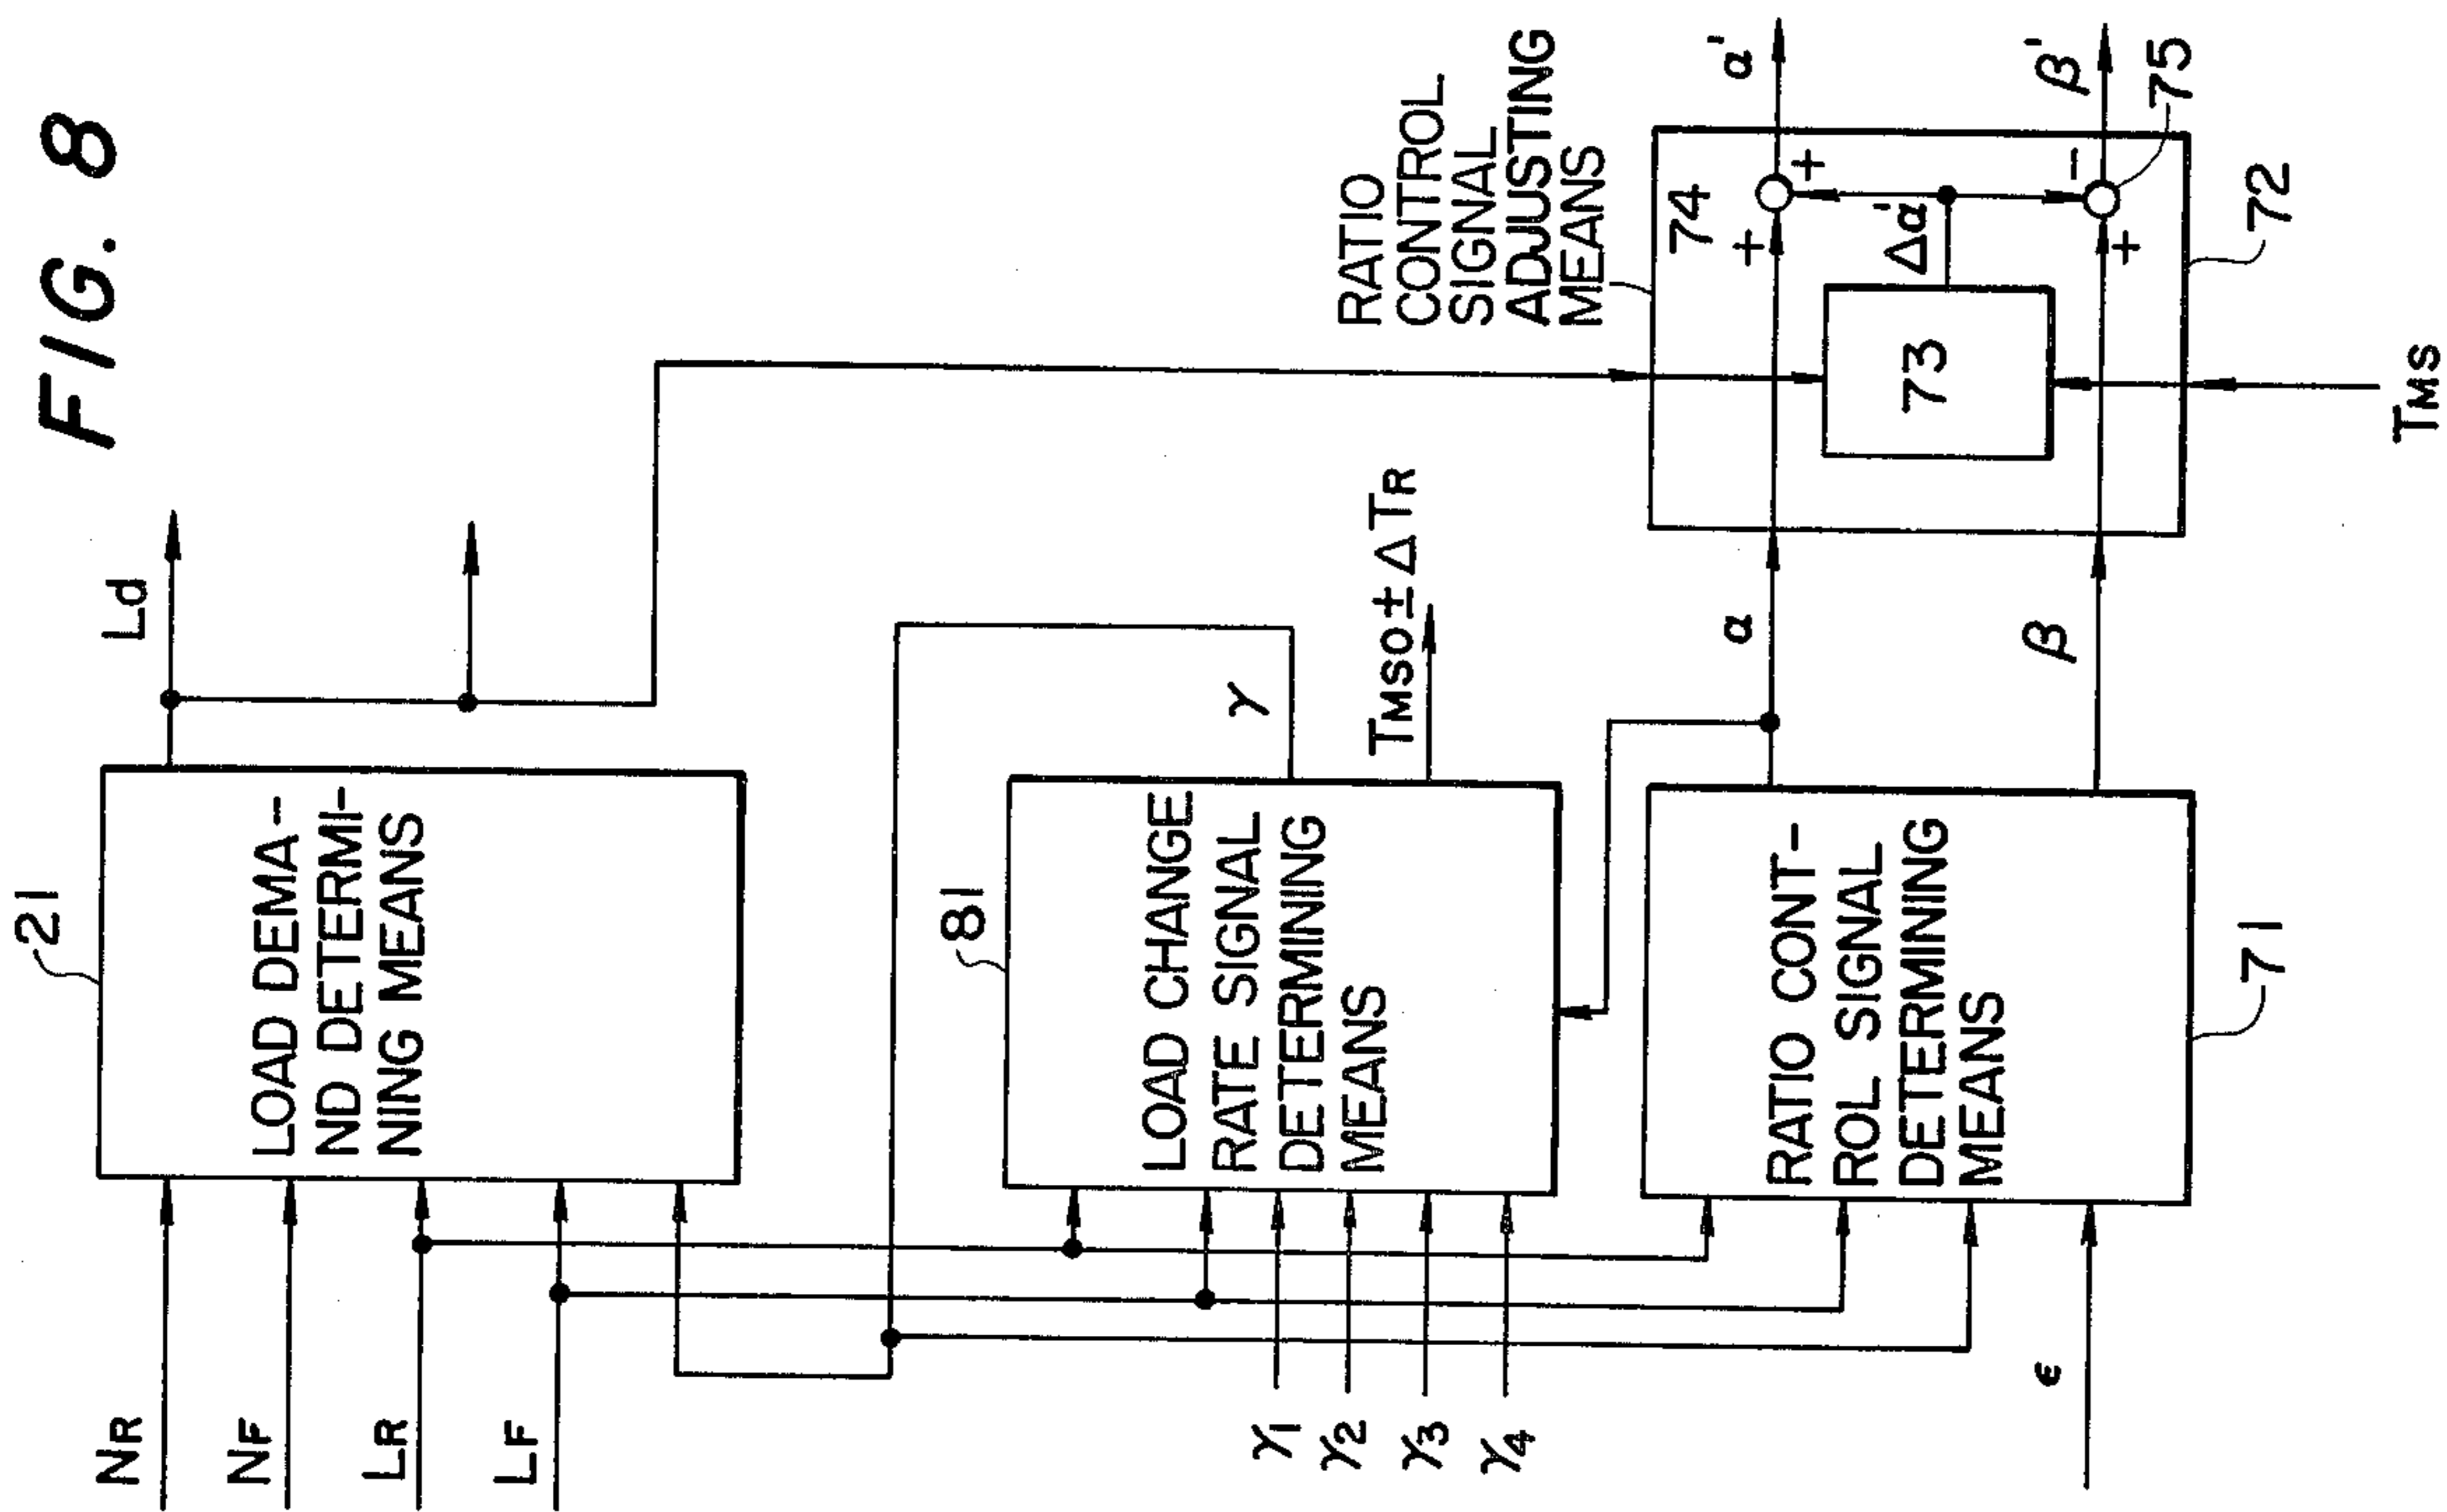 FIG. 8
21
LOAD DEMA-
ND DETERMI-
NING MEANS
NR
NF
LR
LF
Ld
81
LOAD CHANGE
RATE SIGNAL
DETERMINING
MEANS
γ1
γ2
γ3
γ4
γ
TMSO ± ΔTR
RATIO CONT-
ROL SIGNAL
DETERMINING
MEANS
71
ϵ
α
β
RATIO
CONTROL
SIGNAL
ADJUSTING
MEANS
74
+
+
73
Δα'
-
+
75
72
TMS
α'
β'